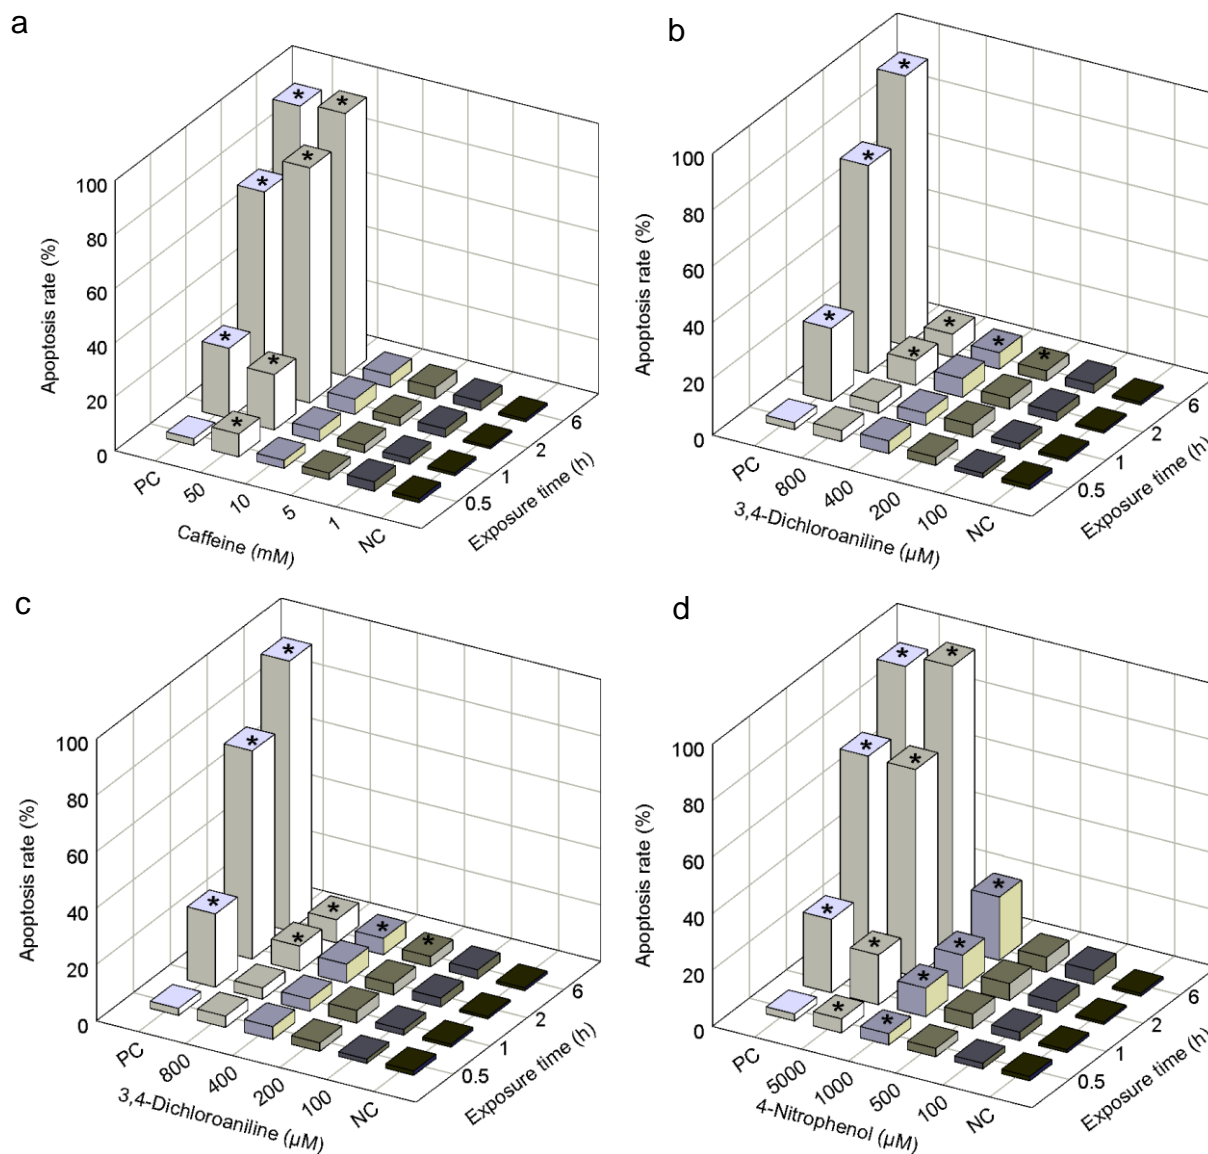 a
Apoptosis rate (%)
100
80
60
40
20
0
* *
* *
* *
*
PC 50 10 5 1 NC
Caffeine (mM)
0.5 1 2 6
Exposure time (h)
b
Apoptosis rate (%)
100
80
60
40
20
0
* * * *
* *
*
PC 800 400 200 100 NC
3,4-Dichloroaniline (µM)
0.5 1 2 6
Exposure time (h)
c
Apoptosis rate (%)
100
80
60
40
20
0
* * * *
* *
*
PC 800 400 200 100 NC
3,4-Dichloroaniline (µM)
0.5 1 2 6
Exposure time (h)
d
Apoptosis rate (%)
100
80
60
40
20
0
* * *
* * *
* * *
* *
PC 5000 1000 500 100 NC
4-Nitrophenol (µM)
0.5 1 2 6
Exposure time (h)